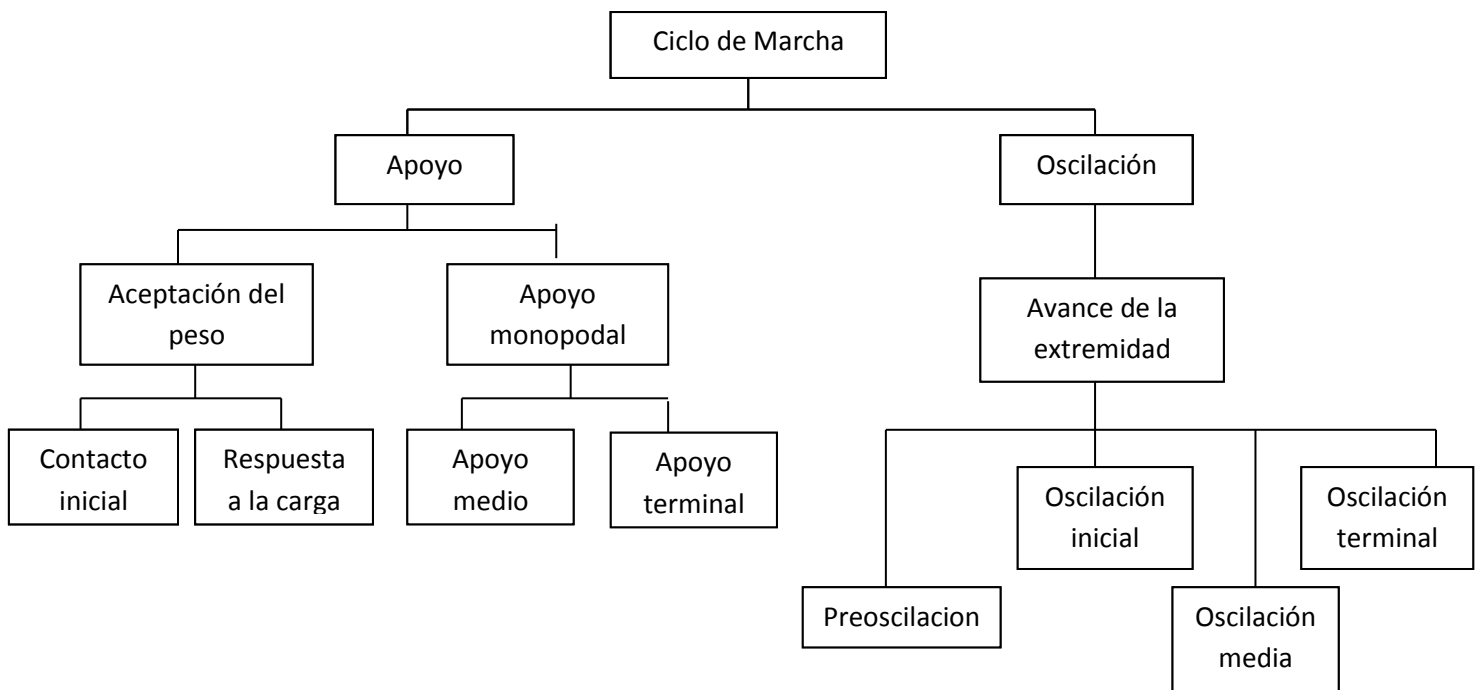 Ciclo de Marcha
Apoyo
Oscilación
Aceptación del
peso
Apoyo
monopodal
Avance de la
extremidad
Contacto
inicial
Respuesta
a la carga
Apoyo
medio
Apoyo
terminal
Preoscilacion
Oscilación
inicial
Oscilación
media
Oscilación
terminal